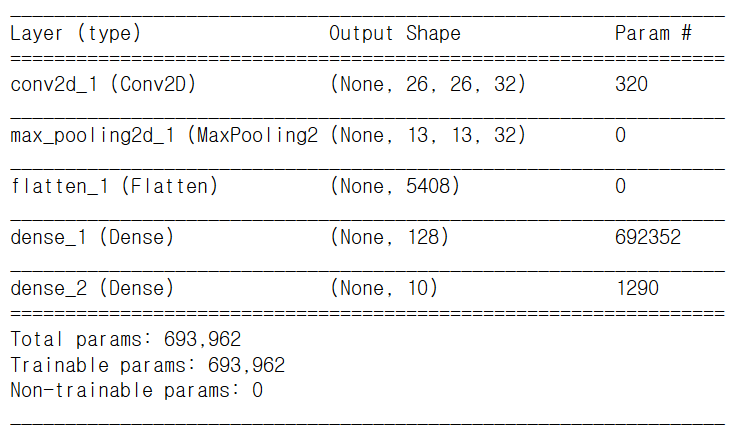 _________________________________________________________________
Layer (type)                 Output Shape              Param #
=================================================================
conv2d_1 (Conv2D)            (None, 26, 26, 32)        320
_________________________________________________________________
max_pooling2d_1 (MaxPooling2 (None, 13, 13, 32)        0
_________________________________________________________________
flatten_1 (Flatten)          (None, 5408)              0
_________________________________________________________________
dense_1 (Dense)              (None, 128)               692352
_________________________________________________________________
dense_2 (Dense)              (None, 10)                1290
=================================================================
Total params: 693,962
Trainable params: 693,962
Non-trainable params: 0
_________________________________________________________________